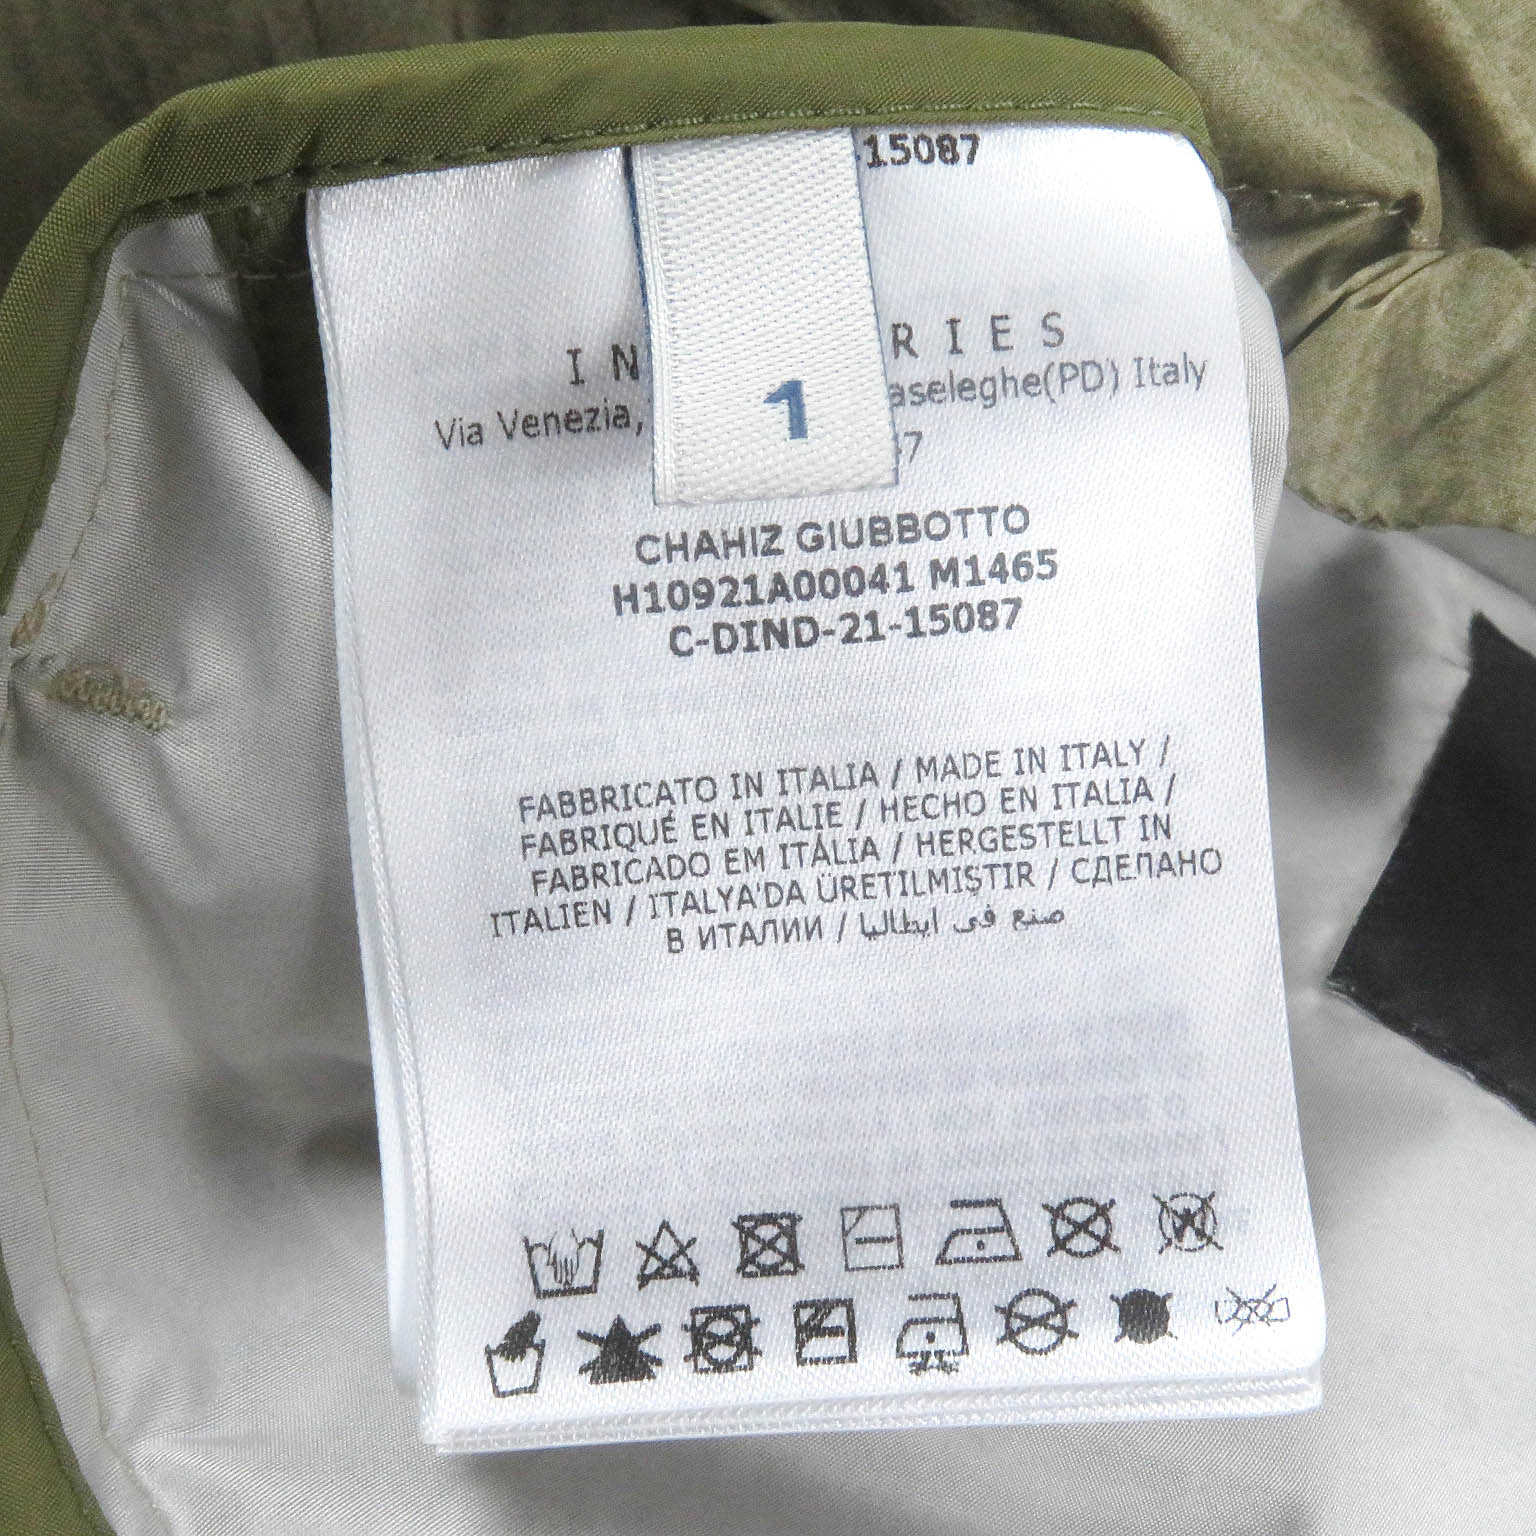 -15087
1
Via Venezia, (PD) Italy
CHAHIZ GIUBBOTTO
H10921A00041 M1465
C-DIND-21-15087
FABBRICATO IN ITALIA / MADE IN ITALY /
FABRIQUÉ EN ITALIE / HECHO EN ITALIA /
FABRICADO EM ITÁLIA / HERGESTELLT IN
ITALIEN / ITALYA'DA ÜRETILMIŞTIR / СДЕЛАНО
В ИТАЛИИ / صنع في ايطاليا